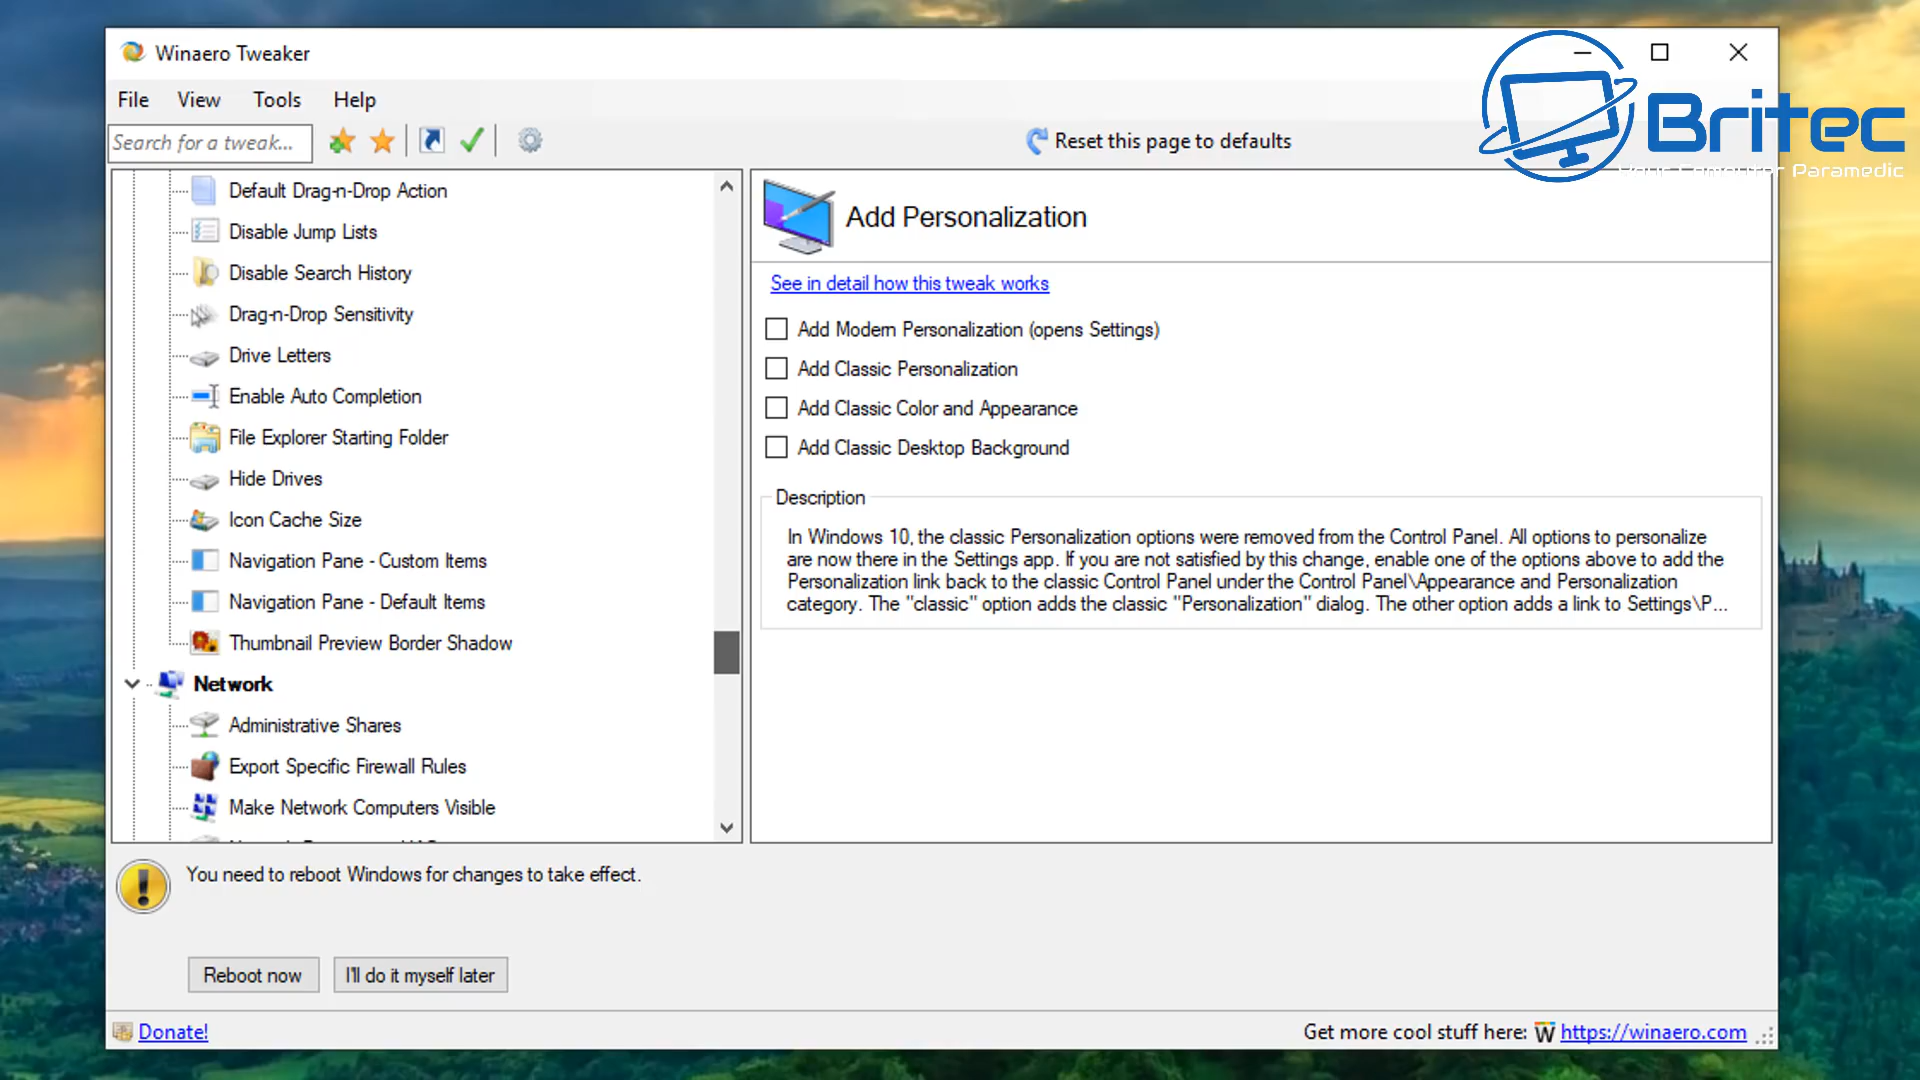 Winaero Tweaker
File View Tools Help
Search for a tweak...
Reset this page to defaults
Britec
Your Computer Paramedic
Default Drag-n-Drop Action
Disable Jump Lists
Disable Search History
Drag-n-Drop Sensitivity
Drive Letters
Enable Auto Completion
File Explorer Starting Folder
Hide Drives
Icon Cache Size
Navigation Pane - Custom Items
Navigation Pane - Default Items
Thumbnail Preview Border Shadow
Network
Administrative Shares
Export Specific Firewall Rules
Make Network Computers Visible
Add Personalization
See in detail how this tweak works
Add Modern Personalization (opens Settings)
Add Classic Personalization
Add Classic Color and Appearance
Add Classic Desktop Background
Description
In Windows 10, the classic Personalization options were removed from the Control Panel. All options to personalize
are now there in the Settings app. If you are not satisfied by this change, enable one of the options above to add the
Personalization link back to the classic Control Panel under the Control Panel\Appearance and Personalization
category. The "classic" option adds the classic "Personalization" dialog. The other option adds a link to Settings\P...
You need to reboot Windows for changes to take effect.
Reboot now
I'll do it myself later
Donate!
Get more cool stuff here: W https://winaero.com